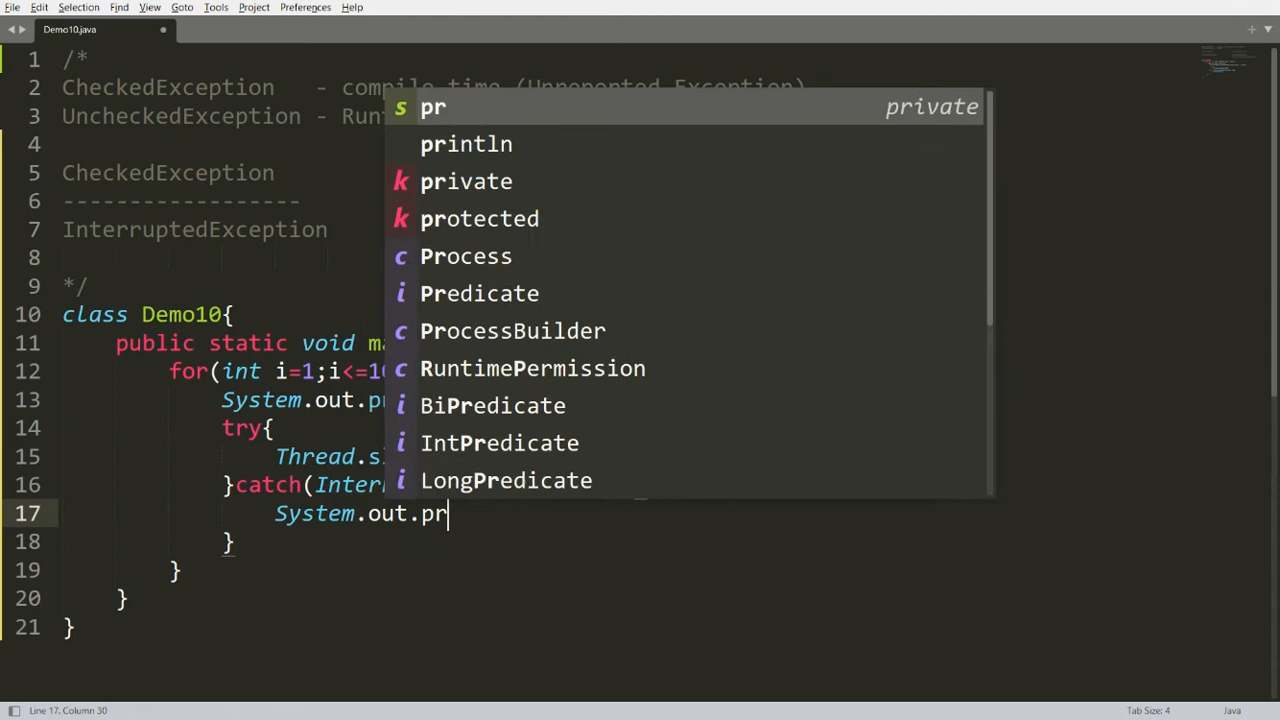 File Edit Selection Find View Goto Tools Project Preferences Help
Demo10.java
1 /*
2 CheckedException - compile time (Unreported Exception)
3 UncheckedException - Run
4
5 CheckedException
6 ------------------
7 InterruptedException
8
9 */
10 class Demo10{
11 public static void ma
12 for(int i=1;i<=10
13 System.out.pr
14 try{
15 Thread.sl
16 }catch(Interr
17 System.out.pr
18 }
19 }
20 }
21 }
s pr private
println
k private
k protected
c Process
i Predicate
c ProcessBuilder
c RuntimePermission
i BiPredicate
i IntPredicate
i LongPredicate
Line 17, Column 30
Tab Size: 4
Java